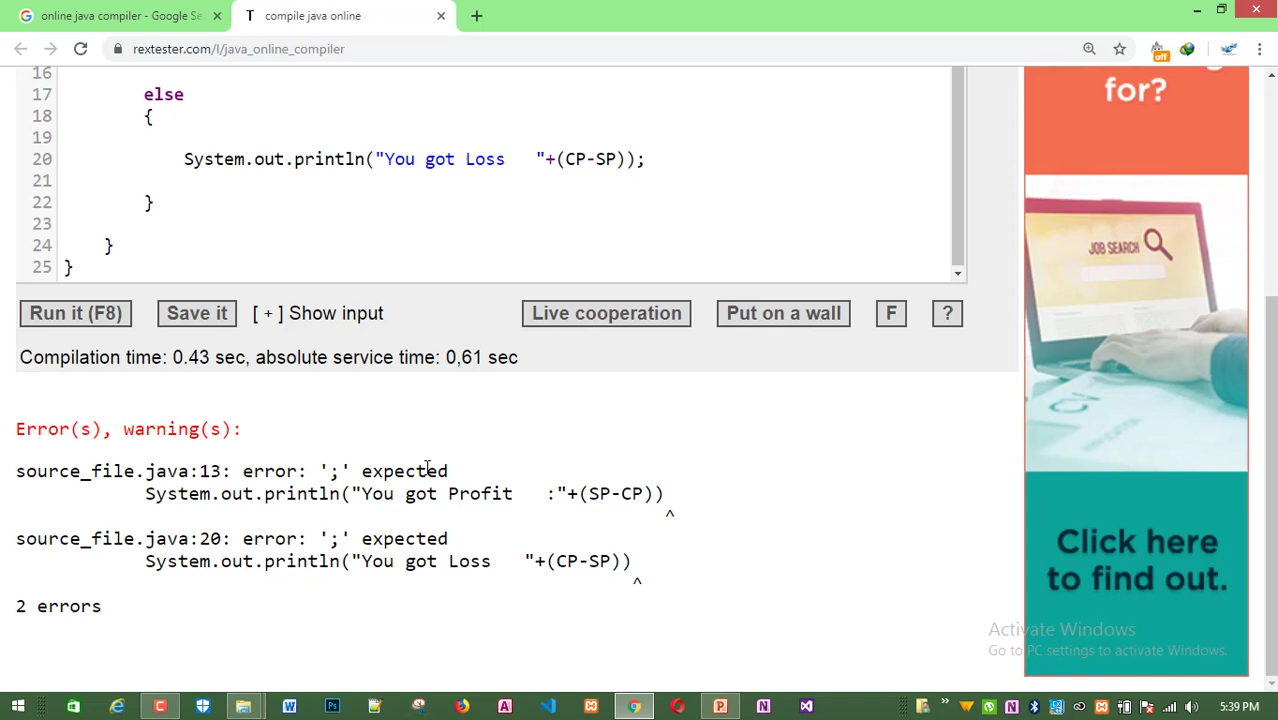 online java compiler - Google Se
compile java online
rextester.com/l/java_online_compiler
off
16
17 else
18 {
19
20 System.out.println("You got Loss   "+(CP-SP));
21
22 }
23
24 }
25 }
for?
JOB SEARCH
Run it (F8) Save it [ + ] Show input Live cooperation Put on a wall F ?
Compilation time: 0.43 sec, absolute service time: 0,61 sec
Error(s), warning(s):
source_file.java:13: error: ';' expected
System.out.println("You got Profit   :"+(SP-CP))
^
source_file.java:20: error: ';' expected
System.out.println("You got Loss   "+(CP-SP))
^
2 errors
Click here
to find out.
Activate Windows
Go to PC settings to activate Windows.
5:39 PM